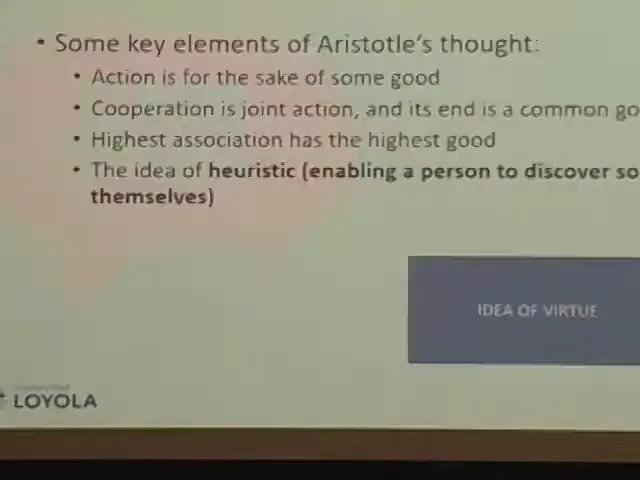 • Some key elements of Aristotle's thought:
• Action is for the sake of some good
• Cooperation is joint action, and its end is a common go
• Highest association has the highest good
• The idea of heuristic (enabling a person to discover so
themselves)
IDEA OF VIRTUE
LOYOLA